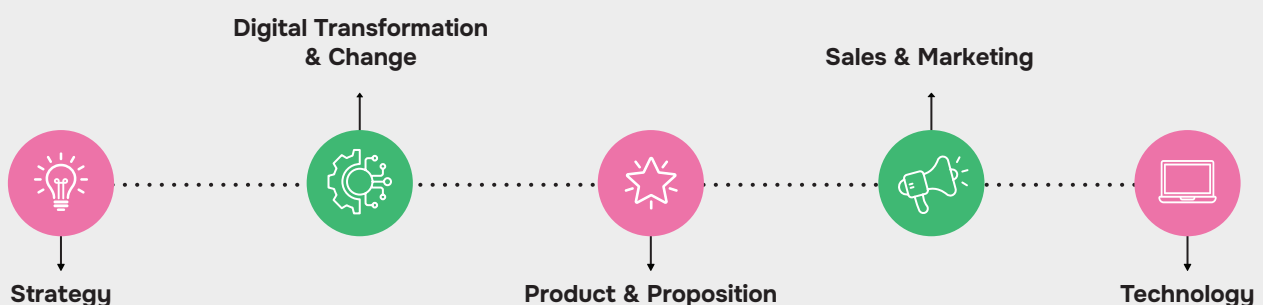 Digital Transformation
& Change
Sales & Marketing
Strategy
Product & Proposition
Technology